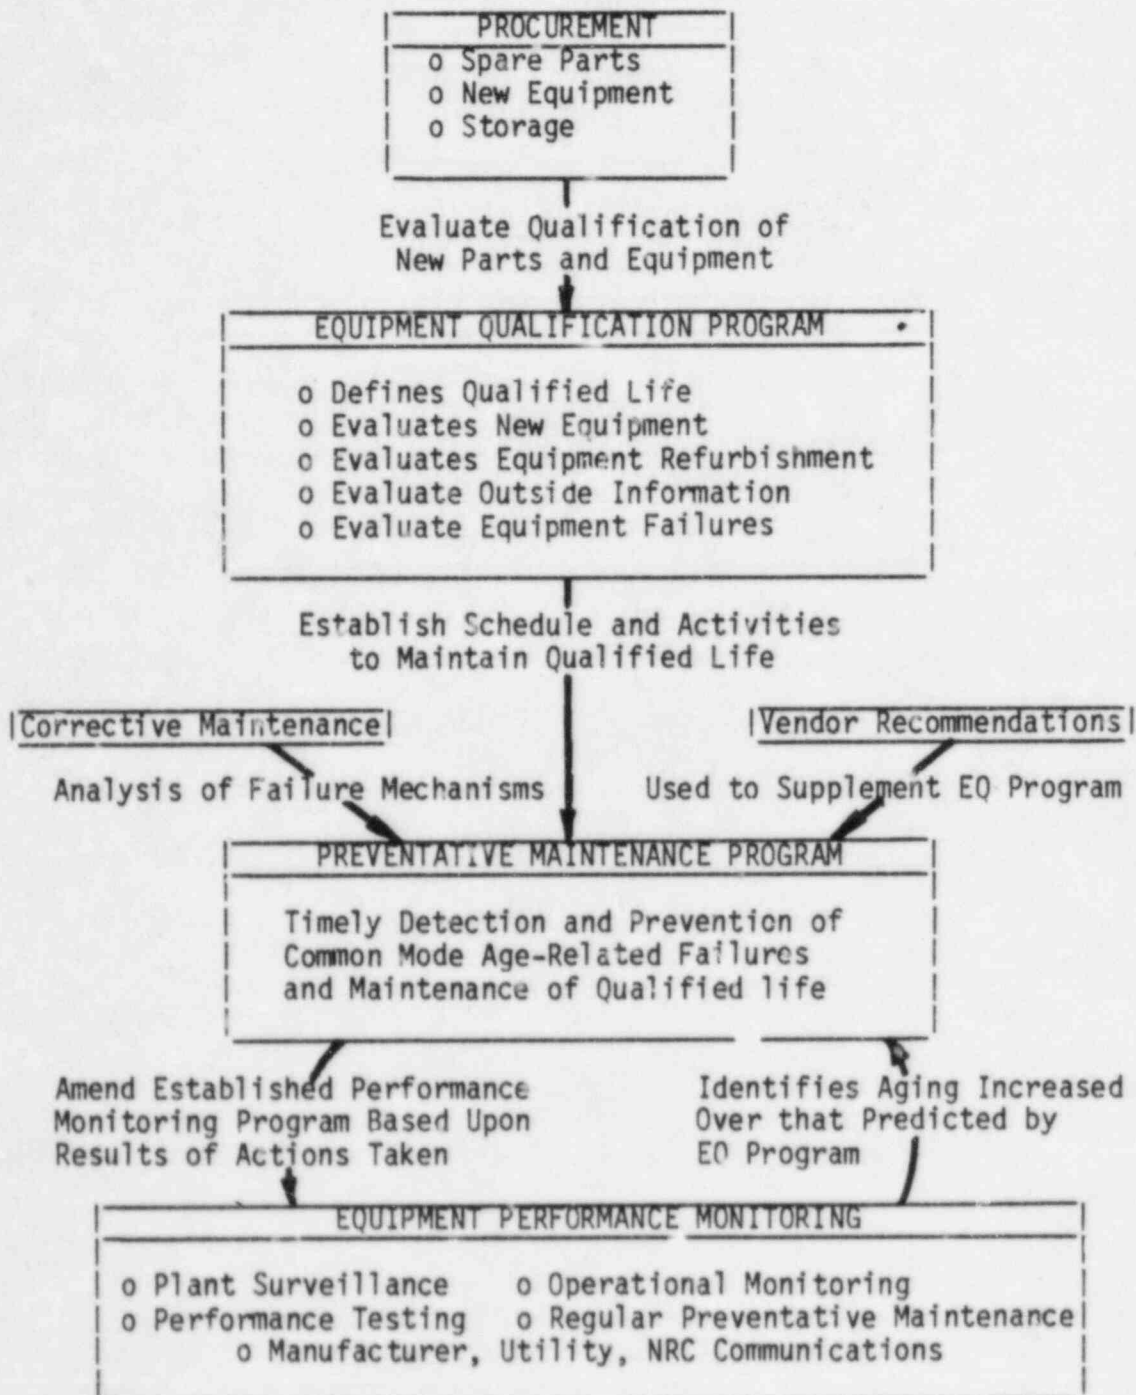 PROCUREMENT
o Spare Parts
o New Equipment
o Storage
Evaluate Qualification of
New Parts and Equipment
EQUIPMENT QUALIFICATION PROGRAM
o Defines Qualified Life
o Evaluates New Equipment
o Evaluates Equipment Refurbishment
o Evaluate Outside Information
o Evaluate Equipment Failures
Establish Schedule and Activities
to Maintain Qualified Life
Corrective Maintenance
Vendor Recommendations
Analysis of Failure Mechanisms
Used to Supplement EQ Program
PREVENTATIVE MAINTENANCE PROGRAM
Timely Detection and Prevention of
Common Mode Age-Related Failures
and Maintenance of Qualified life
Amend Established Performance
Monitoring Program Based Upon
Results of Actions Taken
Identifies Aging Increased
Over that Predicted by
EQ Program
EQUIPMENT PERFORMANCE MONITORING
o Plant Surveillance o Operational Monitoring
o Performance Testing o Regular Preventative Maintenance
o Manufacturer, Utility, NRC Communications